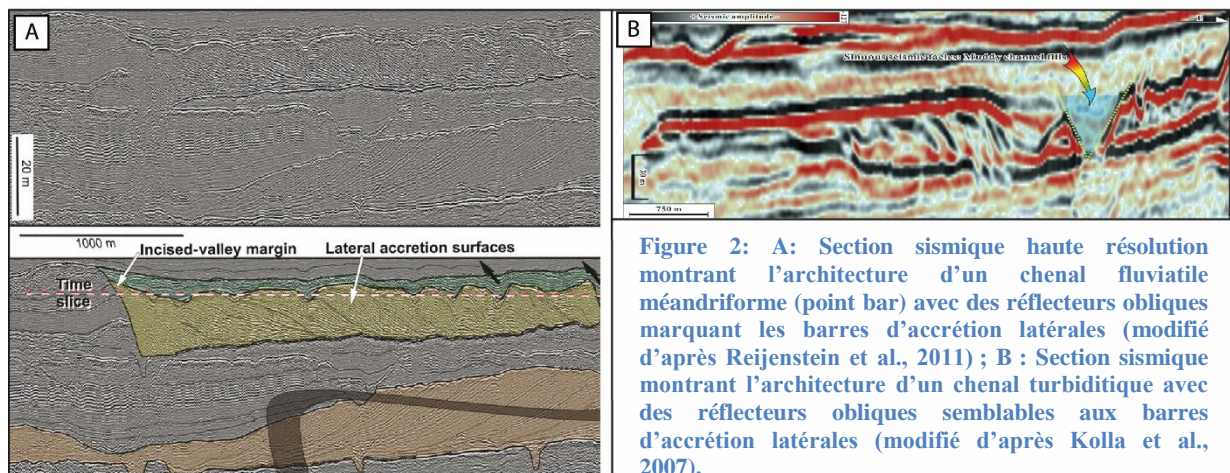 A
20 m
1000 m
Incised-valley margin
Lateral accretion surfaces
Time
slice
B
Seismic amplitude
127
E
Sinuous seismic facies: Muddy channel fills
750 m
Figure 2: A: Section sismique haute résolution
montrant l’architecture d’un chenal fluviatile
méandriforme (point bar) avec des réflecteurs obliques
marquant les barres d’accrétion latérales (modifié
d’après Reijenstein et al., 2011) ; B : Section sismique
montrant l’architecture d’un chenal turbiditique avec
des réflecteurs obliques semblables aux barres
d’accrétion latérales (modifié d’après Kolla et al.,
2007).